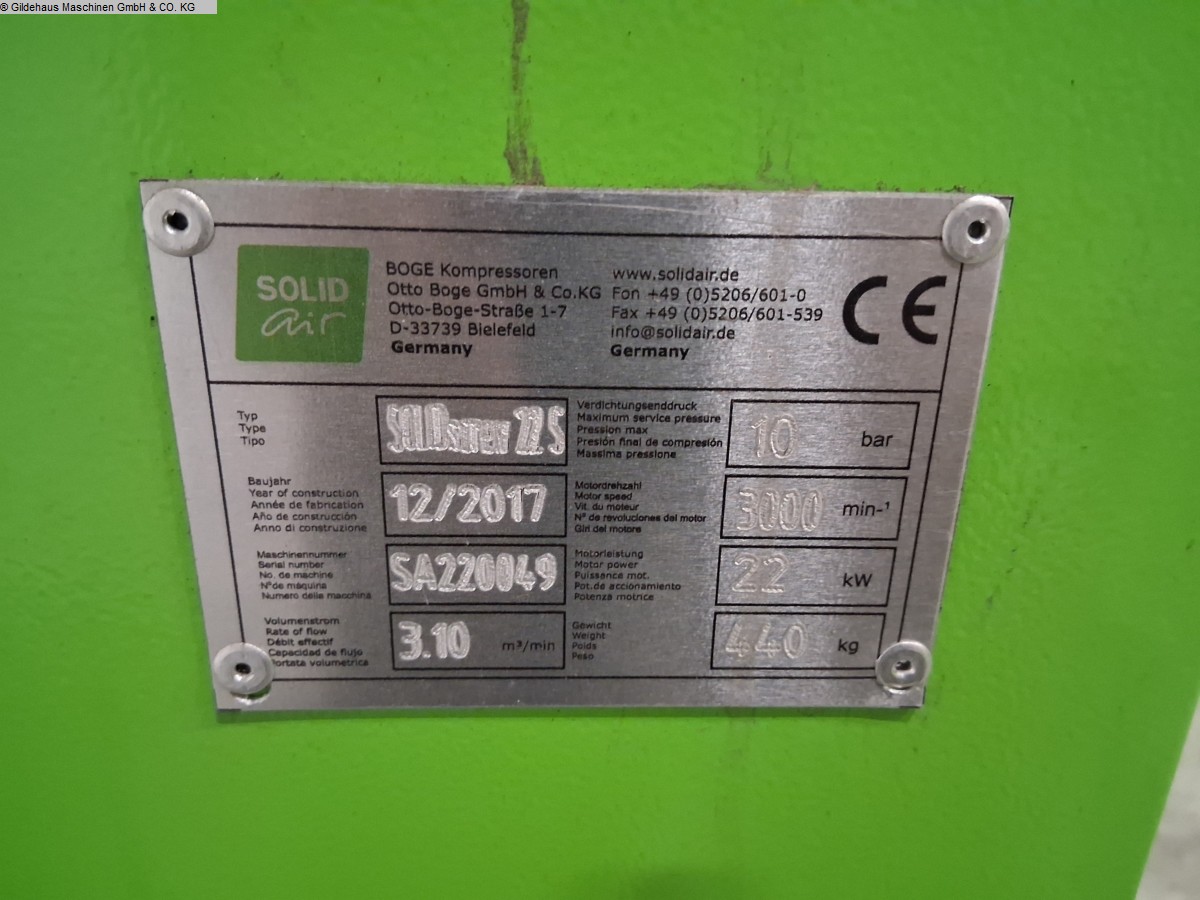 © Gildehaus Maschinen GmbH & CO. KG
SOLID
air
BOGE Kompressoren
Otto Boge GmbH & Co.KG
Otto-Boge-Straße 1-7
D-33739 Bielefeld
Germany
www.solidair.de
Fon +49 (0)5206/601-0
Fax +49 (0)5206/601-539
info@solidair.de
Germany
CE
Typ
Type
Tipo
22 S
Verdichtungsenddruck
Maximum service pressure
Pression max
Presión final de compresión
Massima pressione
10 bar
Baujahr
Year of construction
Année de fabrication
Año de construcción
Anno di construzione
12/2017
Motordrehzahl
Motor speed
Vit. du moteur
N° de revoluciones del motor
Giri del motore
3000 min-¹
Maschinennummer
Serial number
No. de machine
N°de máquina
Numero delle macchina
SA220049
Motorleistung
Motor power
Puissance mot.
Pot.de accionamiento
Potenza motrice
22 kW
Volumenstrom
Rate of flow
Débit effectif
Capacidad de flujo
Portata volumetrica
3.10 m³/min
Gewicht
Weight
Poids
Peso
440 kg